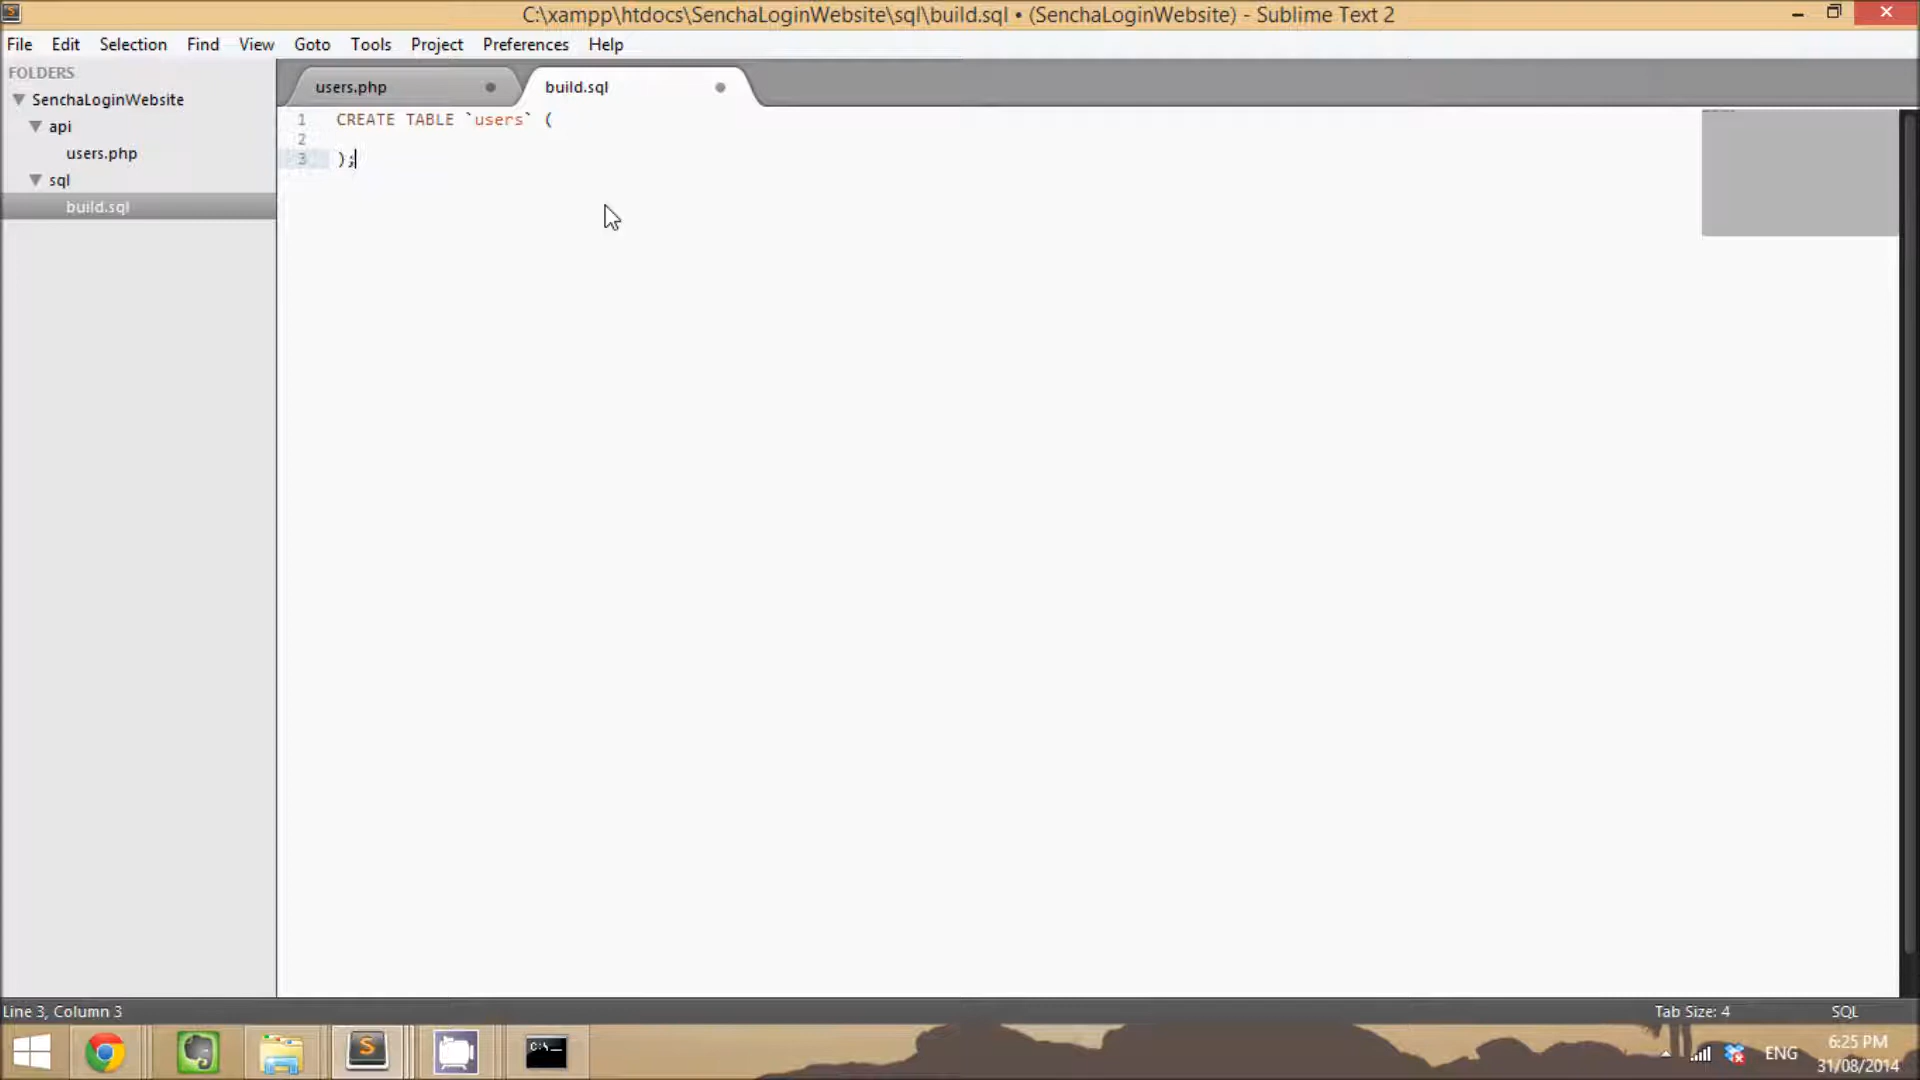 C:\xampp\htdocs\SenchaLoginWebsite\sql\build.sql • (SenchaLoginWebsite) - Sublime Text 2
File Edit Selection Find View Goto Tools Project Preferences Help
FOLDERS
SenchaLoginWebsite
api
users.php
sql
build.sql
users.php build.sql
1 CREATE TABLE `users` (
2
3 );
Line 3, Column 3
Tab Size: 4 SQL
S
C:\_
ENG
6:25 PM
31/08/2014